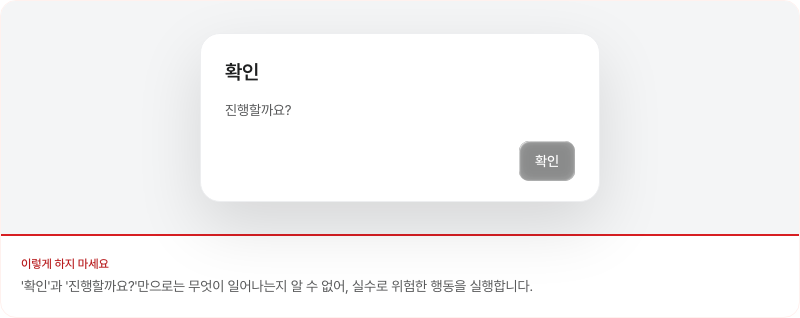 확인
진행할까요?
확인
이렇게 하지 마세요
'확인'과 '진행할까요?'만으로는 무엇이 일어나는지 알 수 없어, 실수로 위험한 행동을 실행합니다.